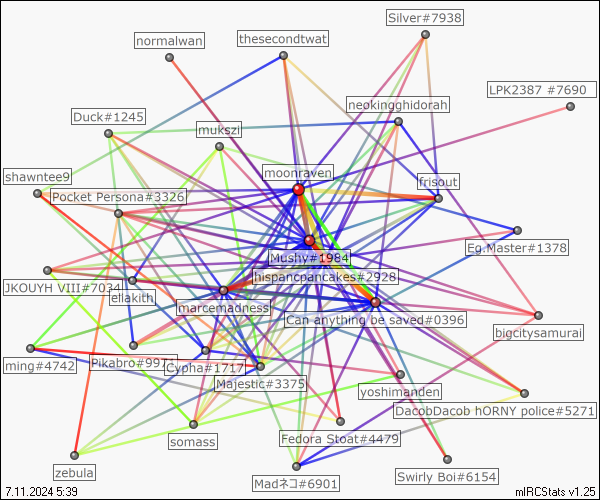 Silver#7938
normalwan
thesecondtwat
LPK2387 #7690
neokingghidorah
Duck#1245
mukszi
moonraven
shawntee9
frisout
Pocket Persona#3326
Eg.Master#1378
Mushy#1984
hispancpancakes#2928
JKOUYH VIII#7034
ellakith
marcemadness
Can anything be saved#0396
bigcitysamurai
ming#4742
Pikabro#9971
Cypha#1717
Majestic#3375
yoshimanden
DacobDacob hORNY police#5271
somass
Fedora Stoat#4479
zebula
Madネコ#6901
Swirly Boi#6154
7.11.2024 5:39
mIRCStats v1.25